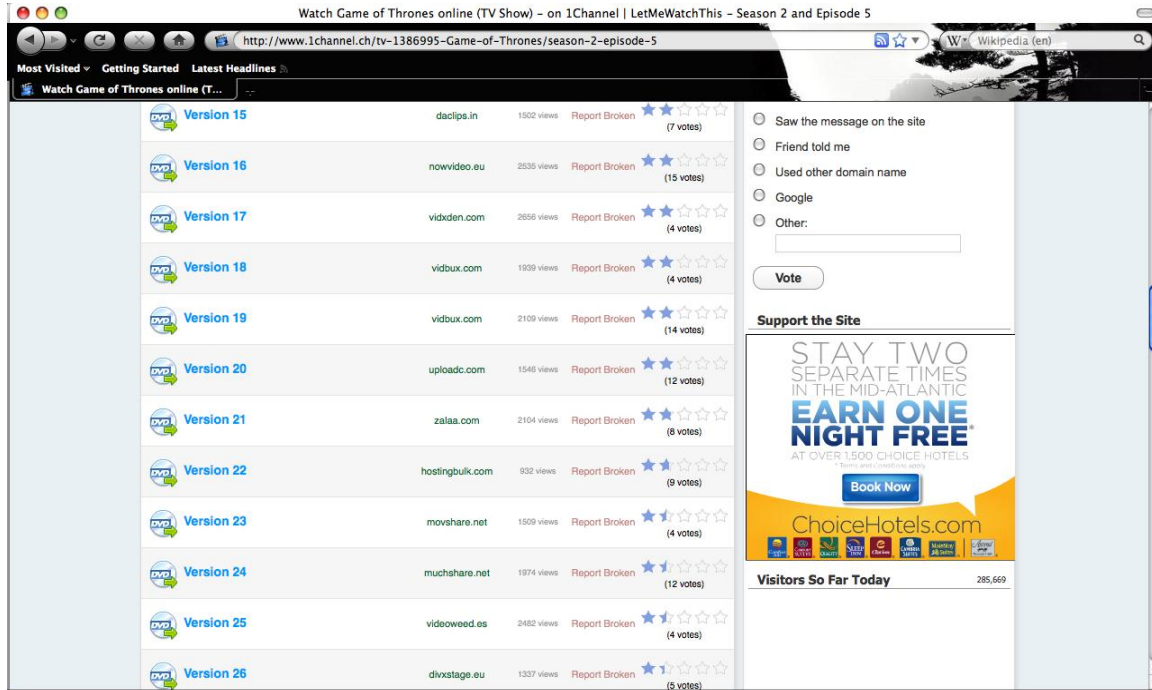 Watch Game of Thrones online (TV Show) – on 1Channel | LetMeWatchThis – Season 2 and Episode 5
http://www.1channel.ch/tv-1386995-Game-of-Thrones/season-2-episode-5
W Wikipedia (en)
Most Visited Getting Started Latest Headlines
Watch Game of Thrones online (T...
Version 15 daclips.in 1502 views Report Broken
(7 votes)
Version 16 nowvideo.eu 2535 views Report Broken
(15 votes)
Version 17 vidxden.com 2656 views Report Broken
(4 votes)
Version 18 vidbux.com 1939 views Report Broken
(4 votes)
Version 19 vidbux.com 2109 views Report Broken
(14 votes)
Version 20 uploadc.com 1546 views Report Broken
(12 votes)
Version 21 zalaa.com 2104 views Report Broken
(8 votes)
Version 22 hostingbulk.com 932 views Report Broken
(9 votes)
Version 23 movshare.net 1509 views Report Broken
(4 votes)
Version 24 muchshare.net 1974 views Report Broken
(12 votes)
Version 25 videoweed.es 2482 views Report Broken
(4 votes)
Version 26 divxstage.eu 1337 views Report Broken
(5 votes)
Saw the message on the site
Friend told me
Used other domain name
Google
Other:
Vote
Support the Site
STAY TWO
SEPARATE TIMES
IN THE MID-ATLANTIC
EARN ONE
NIGHT FREE*
AT OVER 1,500 CHOICE HOTELS
* Terms and Conditions apply
Book Now
ChoiceHotels.com
Visitors So Far Today 285,669